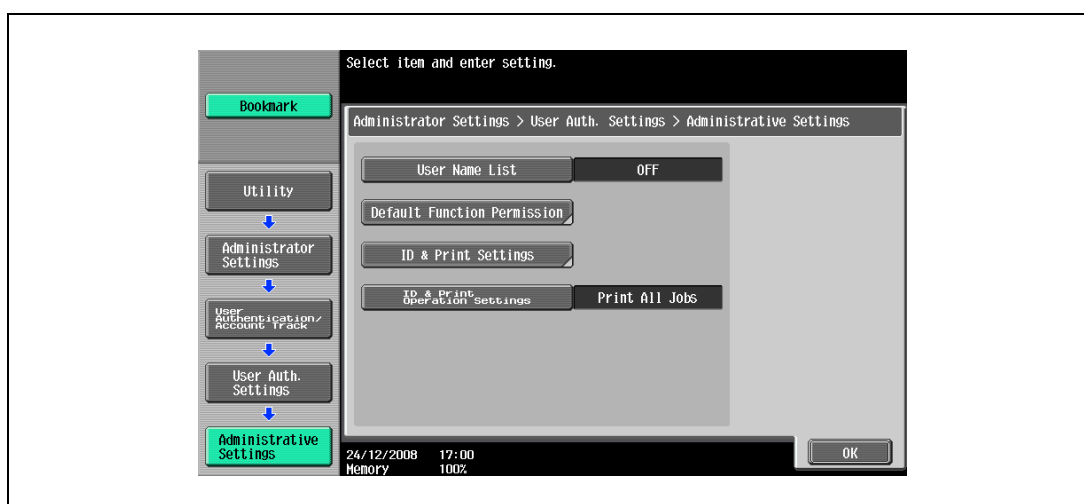 Select item and enter setting.
Bookmark
Administrator Settings > User Auth. Settings > Administrative Settings
User Name List
OFF
Utility
Default Function Permission
Administrator
Settings
ID & Print Settings
ID & Print
Operation Settings
Print All Jobs
User
Authentication/
Account Track
User Auth.
Settings
Administrative
Settings
24/12/2008 17:00
Memory 100%
OK